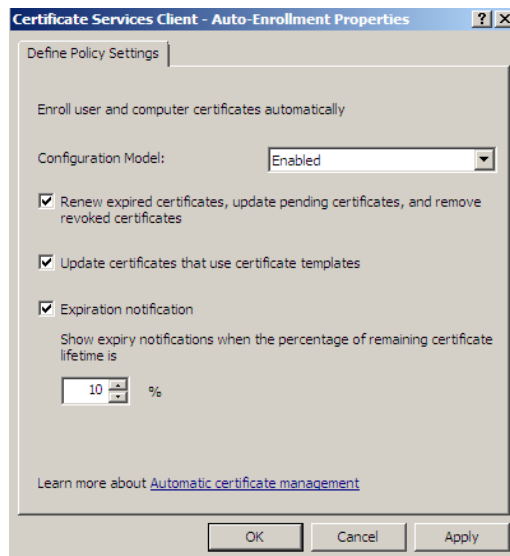 Certificate Services Client - Auto-Enrollment Properties
Define Policy Settings
Enroll user and computer certificates automatically
Configuration Model:
Enabled
Renew expired certificates, update pending certificates, and remove
revoked certificates
Update certificates that use certificate templates
Expiration notification
Show expiry notifications when the percentage of remaining certificate
lifetime is
10 %
Learn more about Automatic certificate management
OK Cancel Apply